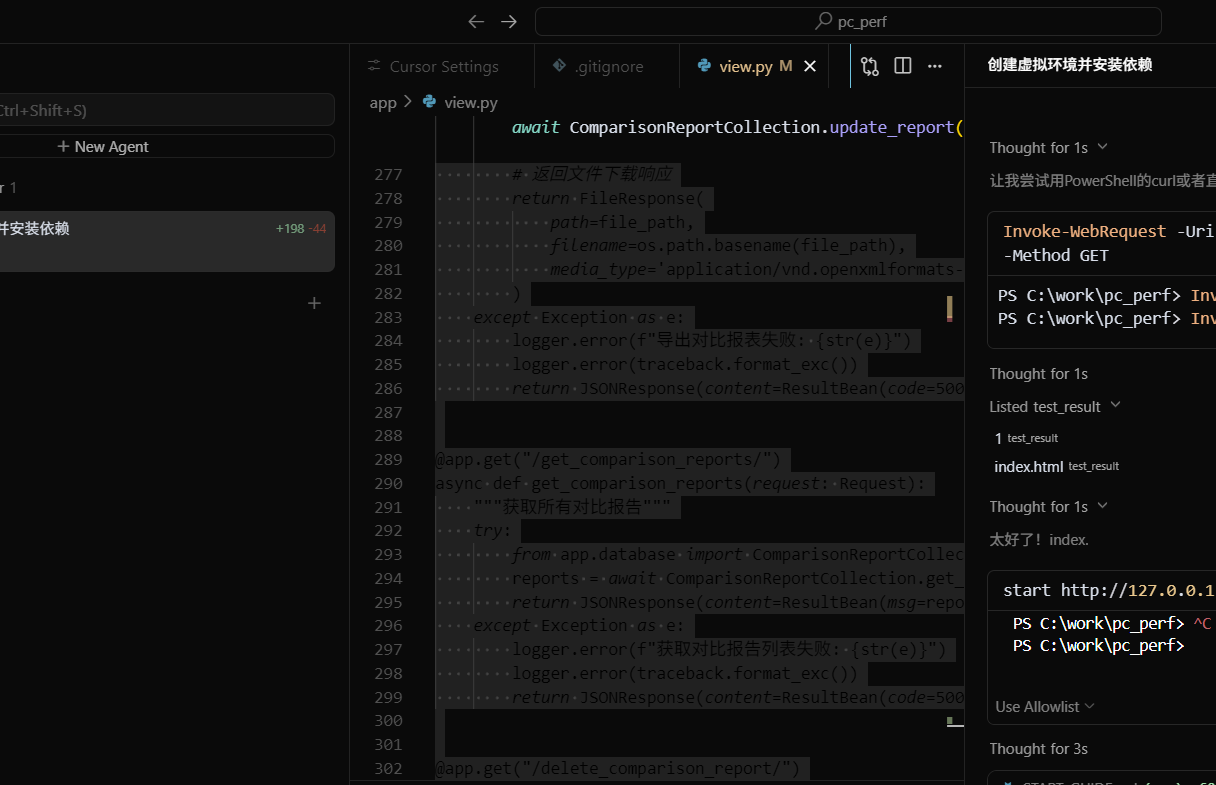 pc_perf
Ctrl+Shift+S)
+ New Agent
r 1
并安装依赖
+198 -44
Cursor Settings
.gitignore
view.py M
app > view.py
await ComparisonReportCollection.update_report(
277 # 返回文件下载响应
278 return FileResponse(
279 path=file_path,
280 filename=os.path.basename(file_path),
281 media_type='application/vnd.openxmlformats-
282 )
283 except Exception as e:
284 logger.error(f"导出对比报表失败: {str(e)}")
285 logger.error(traceback.format_exc())
286 return JSONResponse(content=ResultBean(code=500
287
288
289 @app.get("/get_comparison_reports/")
290 async def get_comparison_reports(request: Request):
291 """获取所有对比报告"""
292 try:
293 from app.database import ComparisonReportCollec
294 reports = await ComparisonReportCollection.get_
295 return JSONResponse(content=ResultBean(msg=repo
296 except Exception as e:
297 logger.error(f"获取对比报告列表失败: {str(e)}")
298 logger.error(traceback.format_exc())
299 return JSONResponse(content=ResultBean(code=500
300
301
302 @app.get("/delete_comparison_report/")
创建虚拟环境并安装依赖
Thought for 1s
让我尝试用PowerShell的curl或者直
Invoke-WebRequest -Uri
-Method GET
PS C:\work\pc_perf> Inv
PS C:\work\pc_perf> Inv
Thought for 1s
Listed test_result
1 test_result
index.html test_result
Thought for 1s
太好了！index.
start http://127.0.0.1
PS C:\work\pc_perf> ^C
PS C:\work\pc_perf>
Use Allowlist
Thought for 3s